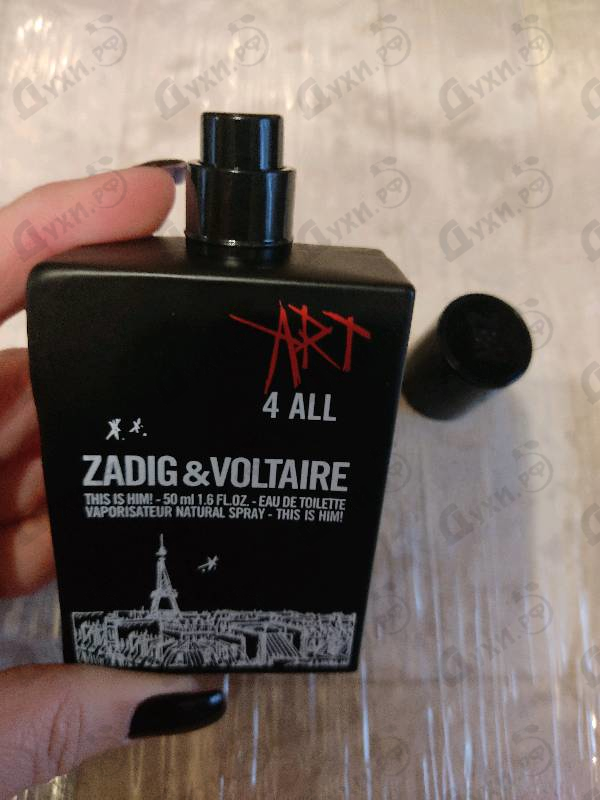 ART
4 ALL
ZADIG & VOLTAIRE
THIS IS HIM! - 50 ml 1.6 FL.OZ. - EAU DE TOILETTE
VAPORISATEUR NATURAL SPRAY - THIS IS HIM!
Духи.РФ